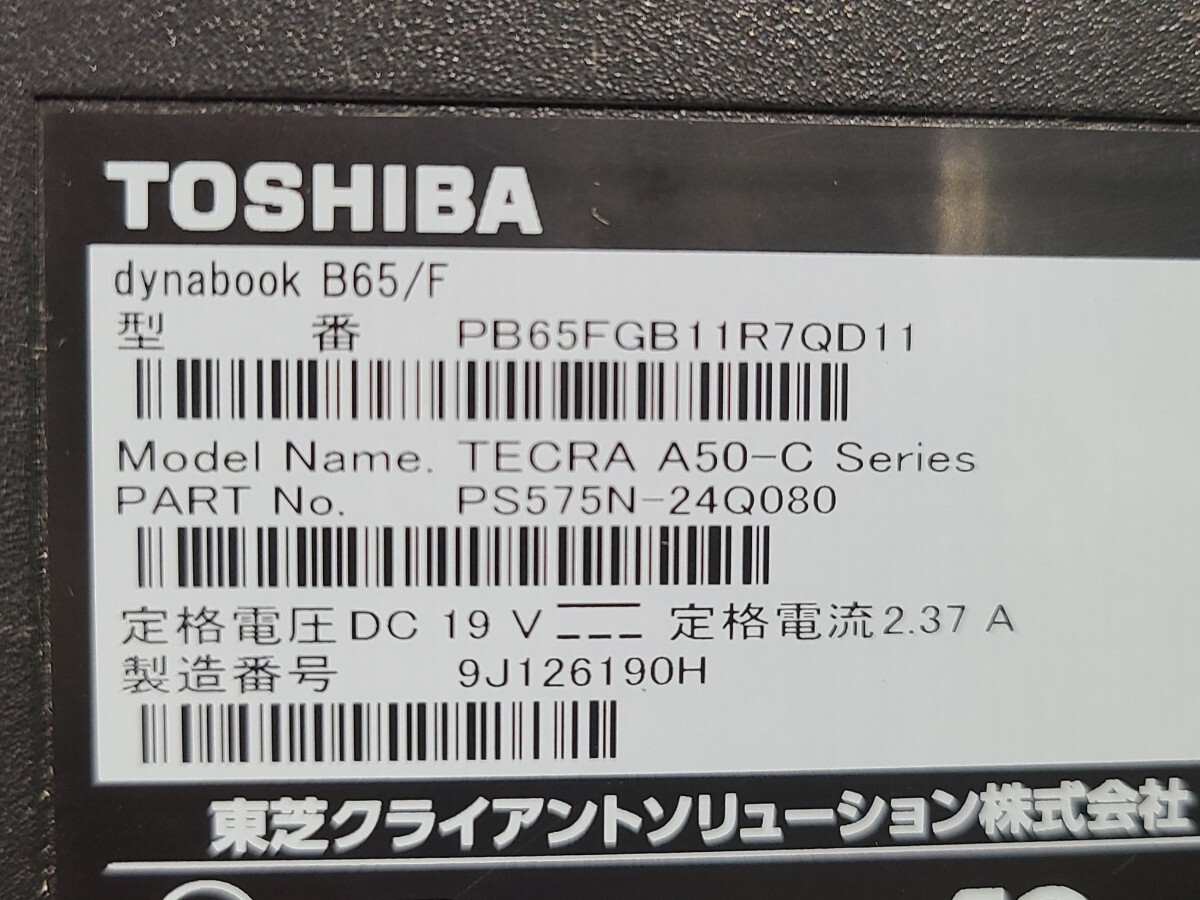 TOSHIBA
dynabook B65/F
型 番 PB65FGB11R7QD11
Model Name. TECRA A50-C Series
PART No. PS575N-24Q080
定格電圧DC 19 V 定格電流2.37 A
製造番号 9J126190H
東芝クライアントソリューション株式会社